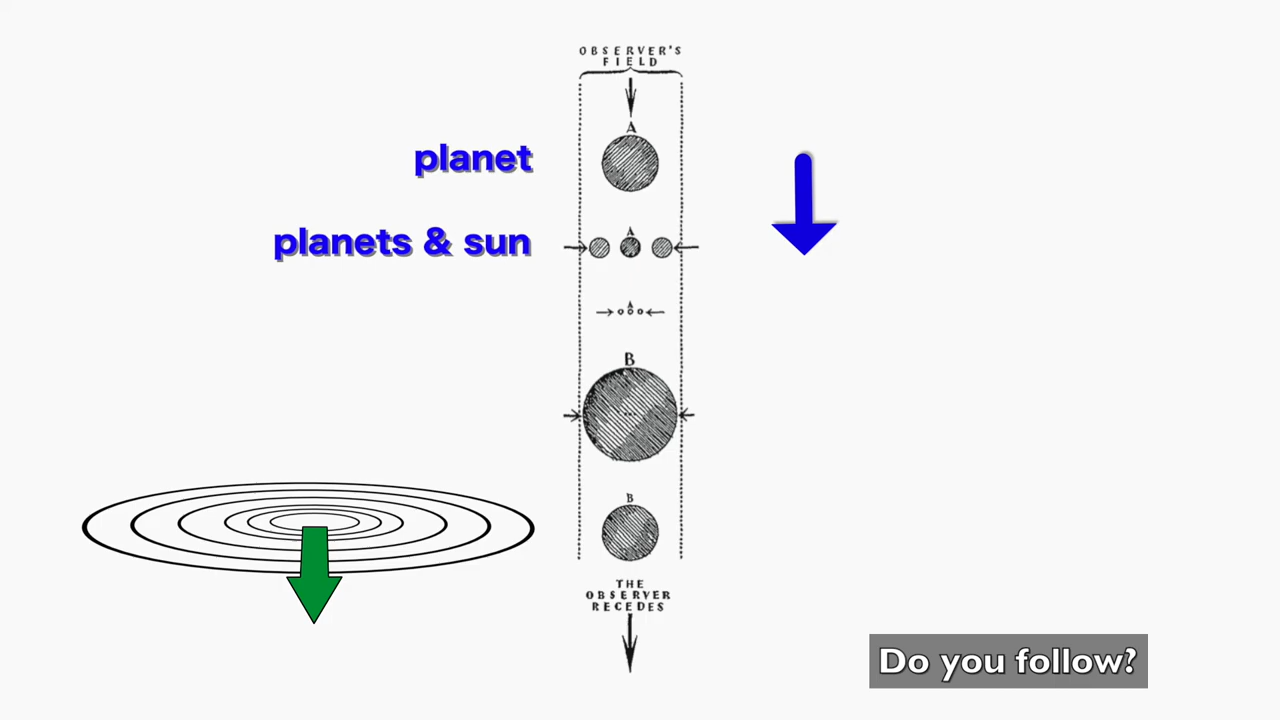 OBSERVER'S
FIELD
A
planet
A
planets & sun
A
B
B
THE
OBSERVER
RECEDES
Do you follow?